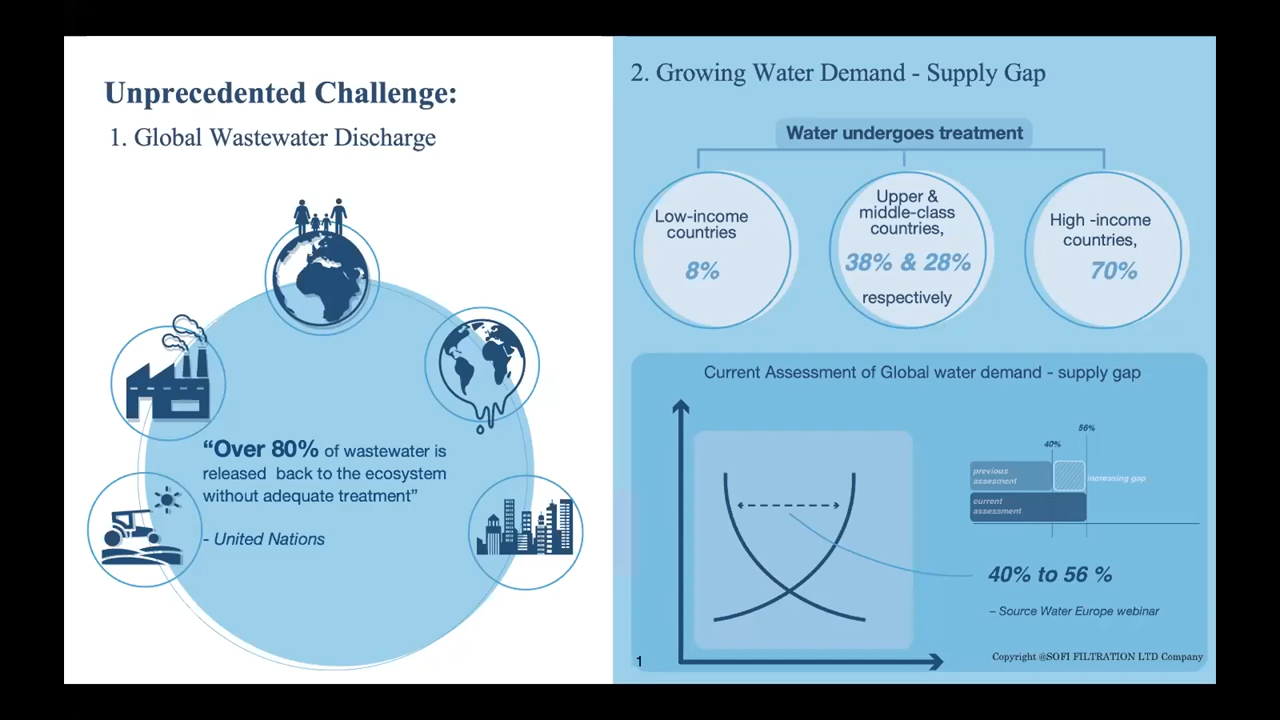 Unprecedented Challenge:
1. Global Wastewater Discharge
“Over 80% of wastewater is
released back to the ecosystem
without adequate treatment”
- United Nations
2. Growing Water Demand - Supply Gap
Water undergoes treatment
Low-income
countries
8%
Upper &
middle-class
countries,
38% & 28%
respectively
High -income
countries,
70%
Current Assessment of Global water demand - supply gap
56%
40%
previous
assesment
increasing gap
current
assessment
40% to 56 %
– Source Water Europe webinar
1
Copyright @SOFI FILTRATION LTD Company